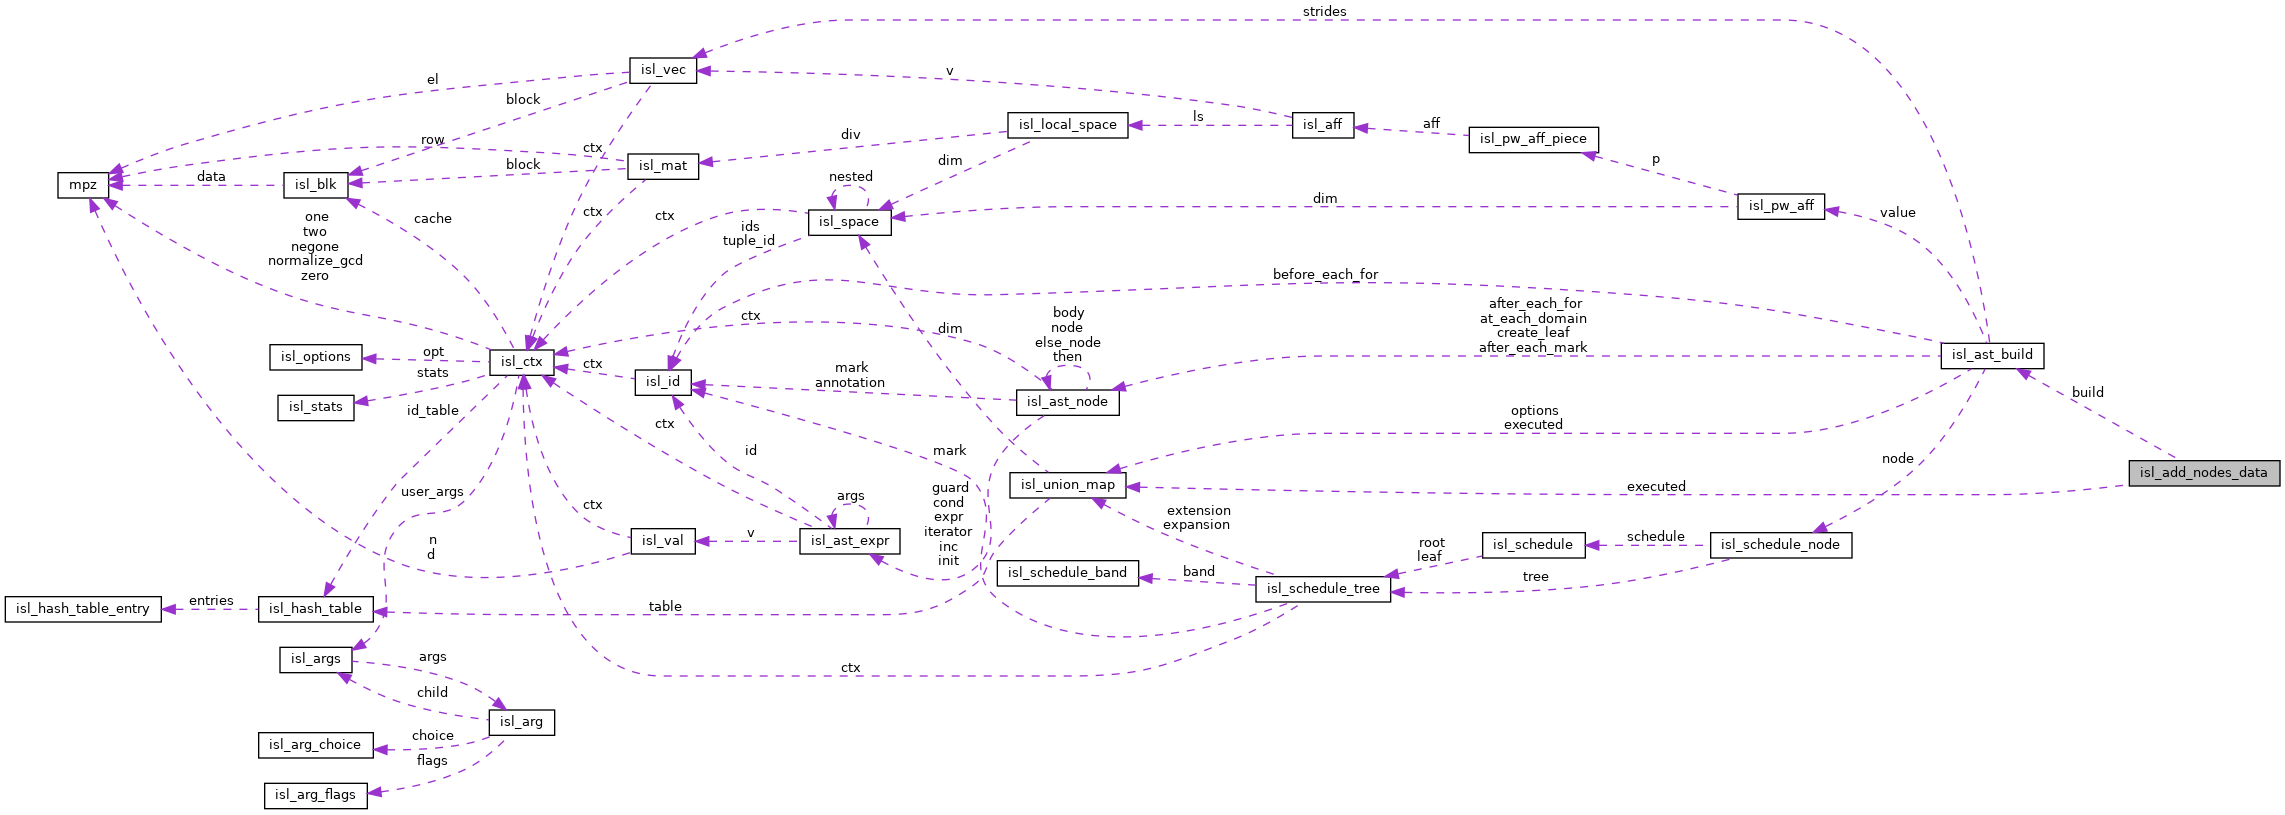 strides
isl_vec
v
el
block
isl_local_space
isl_aff
ls
aff
isl_pw_aff_piece
div
row
ctx
block
isl_mat
dim
p
mpz
data
isl_blk
nested
dim
isl_pw_aff
value
one
two
negone
normalize_gcd
zero
cache
ctx
ctx
isl_space
ids
tuple_id
before_each_for
after_each_for
at_each_domain
create_leaf
after_each_mark
ctx
dim
body
node
else_node
then
isl_options
opt
isl_ctx
ctx
isl_id
mark
annotation
isl_ast_build
build
stats
isl_stats
id_table
ctx
isl_ast_node
options
executed
id
mark
isl_union_map
node
isl_add_nodes_data
executed
user_args
ctx
args
guard
cond
expr
iterator
inc
init
extension
expansion
n
d
isl_val
v
isl_ast_expr
root
leaf
isl_schedule
schedule
isl_schedule_node
isl_schedule_band
band
isl_schedule_tree
tree
isl_hash_table_entry
entries
isl_hash_table
table
isl_args
args
ctx
child
isl_arg
isl_arg_choice
choice
flags
isl_arg_flags